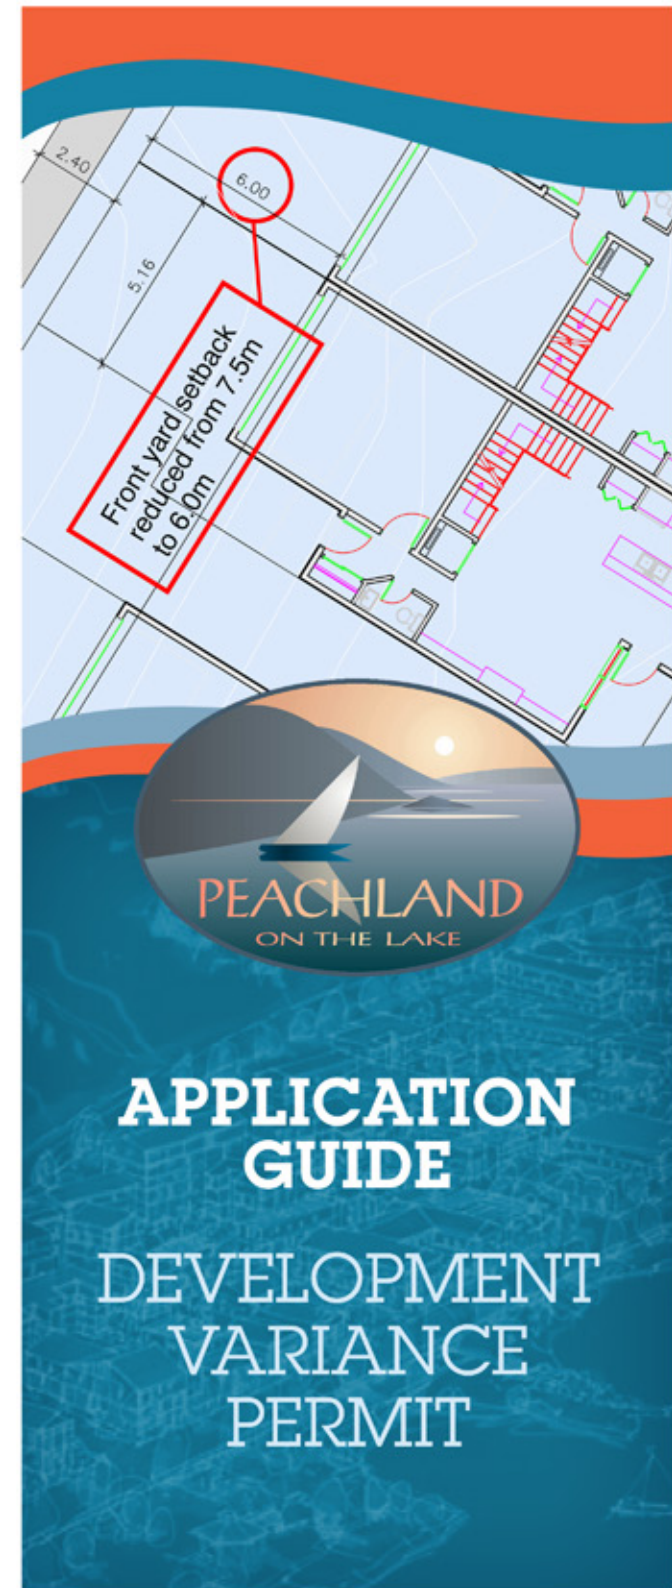 2.40
6.00
5.16
Front yard setback
reduced from 7.5m
to 6.0m
PEACHLAND
ON THE LAKE
APPLICATION
GUIDE
DEVELOPMENT
VARIANCE
PERMIT